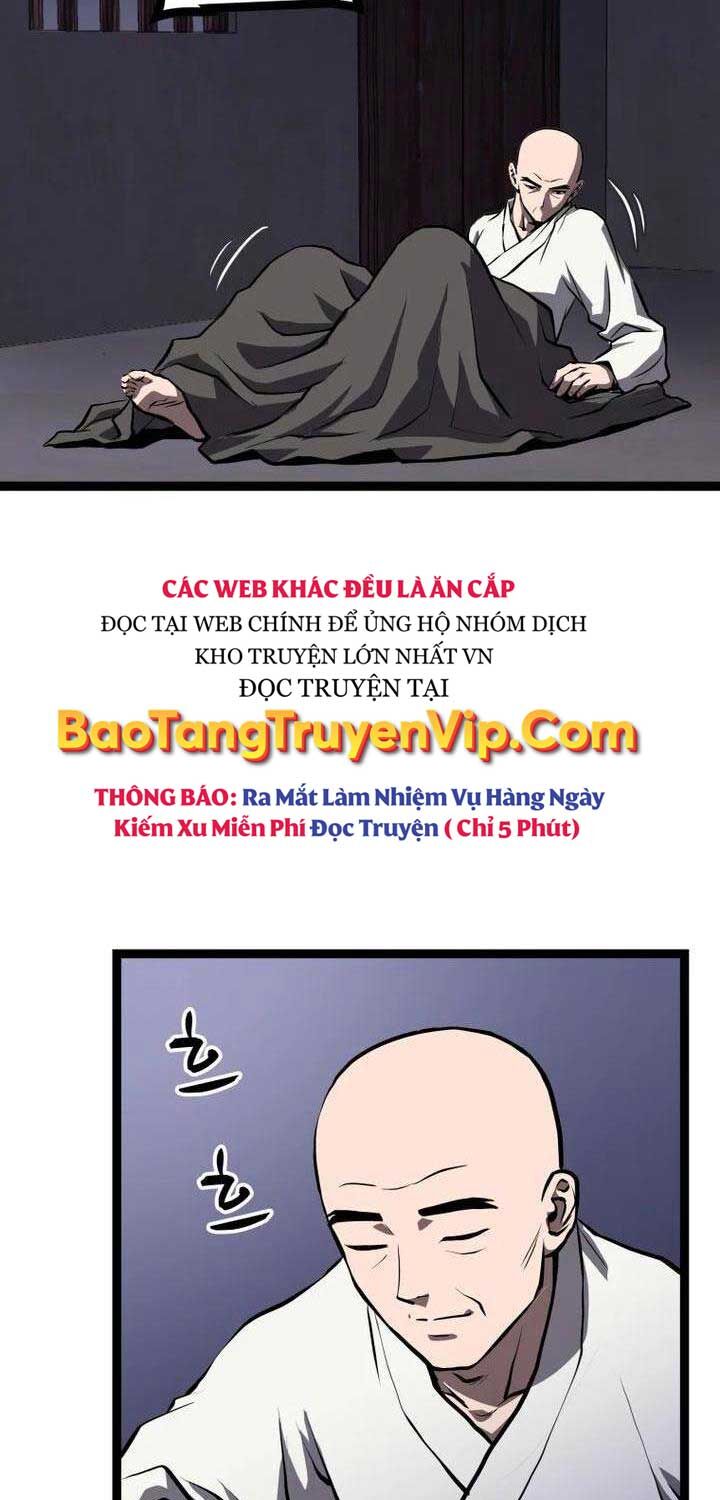 CÁC WEB KHÁC ĐỀU LÀ ĂN CẮP
ĐỌC TẠI WEB CHÍNH ĐỂ ỦNG HỘ NHÓM DỊCH
KHO TRUYỆN LỚN NHẤT VN
ĐỌC TRUYỆN TẠI
BaoTangTruyenVip.Com
THÔNG BÁO: Ra Mắt Làm Nhiệm Vụ Hàng Ngày
Kiếm Xu Miễn Phí Đọc Truyện ( Chỉ 5 Phút)
흐
흐